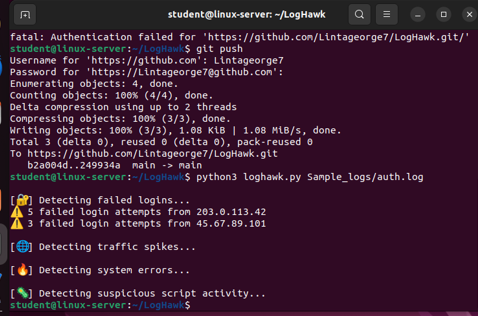 student@linux-server: ~/LogHawk
fatal: Authentication failed for 'https://github.com/Lintageorge7/LogHawk.git/'
student@linux-server:~/LogHawk$ git push
Username for 'https://github.com': Lintageorge7
Password for 'https://Lintageorge7@github.com':
Enumerating objects: 4, done.
Counting objects: 100% (4/4), done.
Delta compression using up to 2 threads
Compressing objects: 100% (3/3), done.
Writing objects: 100% (3/3), 1.08 KiB | 1.08 MiB/s, done.
Total 3 (delta 0), reused 0 (delta 0), pack-reused 0
To https://github.com/Lintageorge7/LogHawk.git
   b2a004d..249934a  main -> main
student@linux-server:~/LogHawk$ python3 loghawk.py Sample_logs/auth.log
[🔐] Detecting failed logins...
⚠️ 5 failed login attempts from 203.0.113.42
⚠️ 3 failed login attempts from 45.67.89.101
[🌐] Detecting traffic spikes...
[🔥] Detecting system errors...
[🦠] Detecting suspicious script activity...
student@linux-server:~/LogHawk$